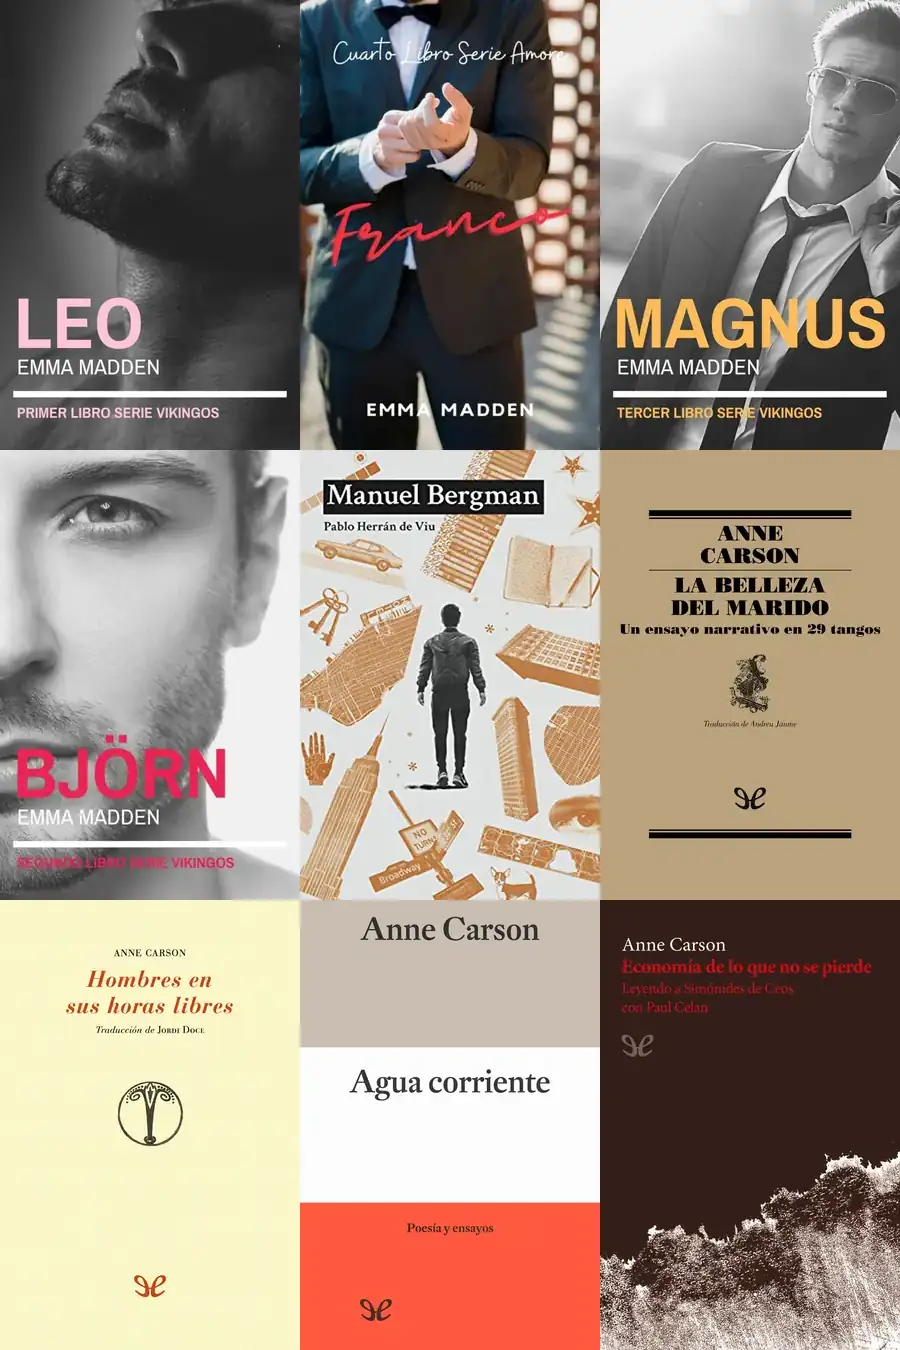 LEO
EMMA MADDEN
PRIMER LIBRO SERIE VIKINGOS
Cuarto Libro Serie Amore
Franco
EMMA MADDEN
MAGNUS
EMMA MADDEN
TERCER LIBRO SERIE VIKINGOS
BJÖRN
EMMA MADDEN
SEGUNDO LIBRO SERIE VIKINGOS
Manuel Bergman
Pablo Herrán de Viu
NO
TURNS
Broadway
ANNE
CARSON
LA BELLEZA
DEL MARIDO
Un ensayo narrativo en 29 tangos
Traducción de Andreu Jaume
ANNE CARSON
Hombres en
sus horas libres
Traducción de JORDI DOCE
Anne Carson
Agua corriente
Poesía y ensayos
Anne Carson
Economía de lo que no se pierde
Leyendo a Simónides de Ceos
con Paul Celan